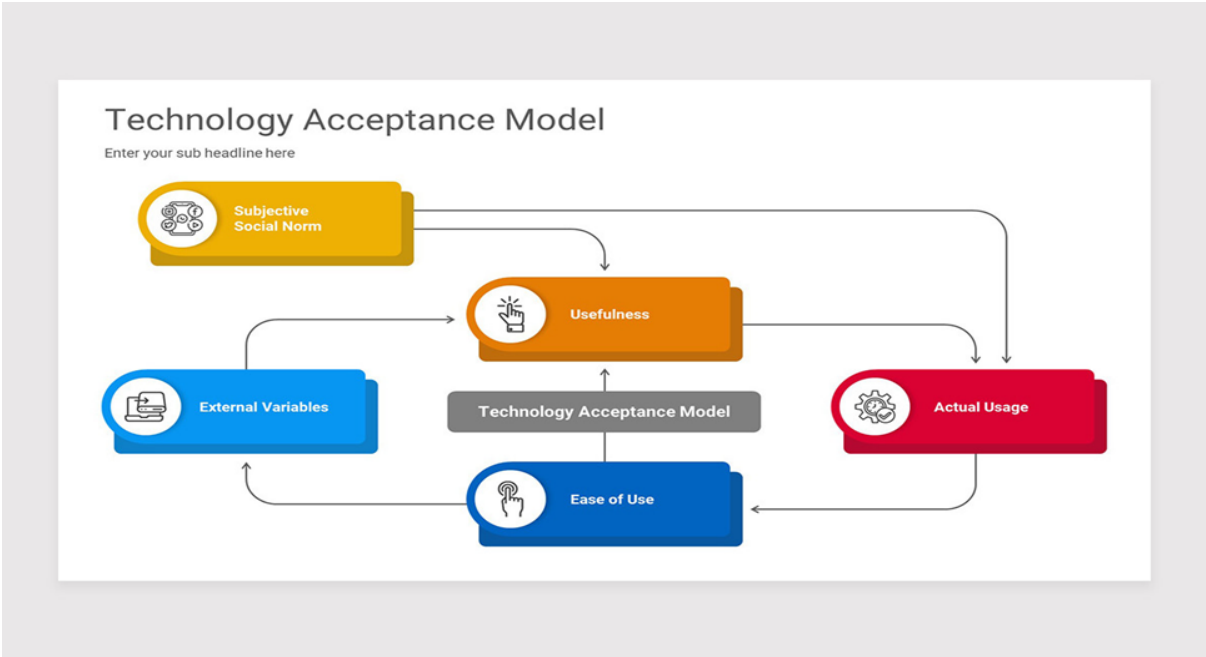 Technology Acceptance Model
Enter your sub headline here
Subjective
Social Norm
Usefulness
External Variables
Technology Acceptance Model
Actual Usage
Ease of Use